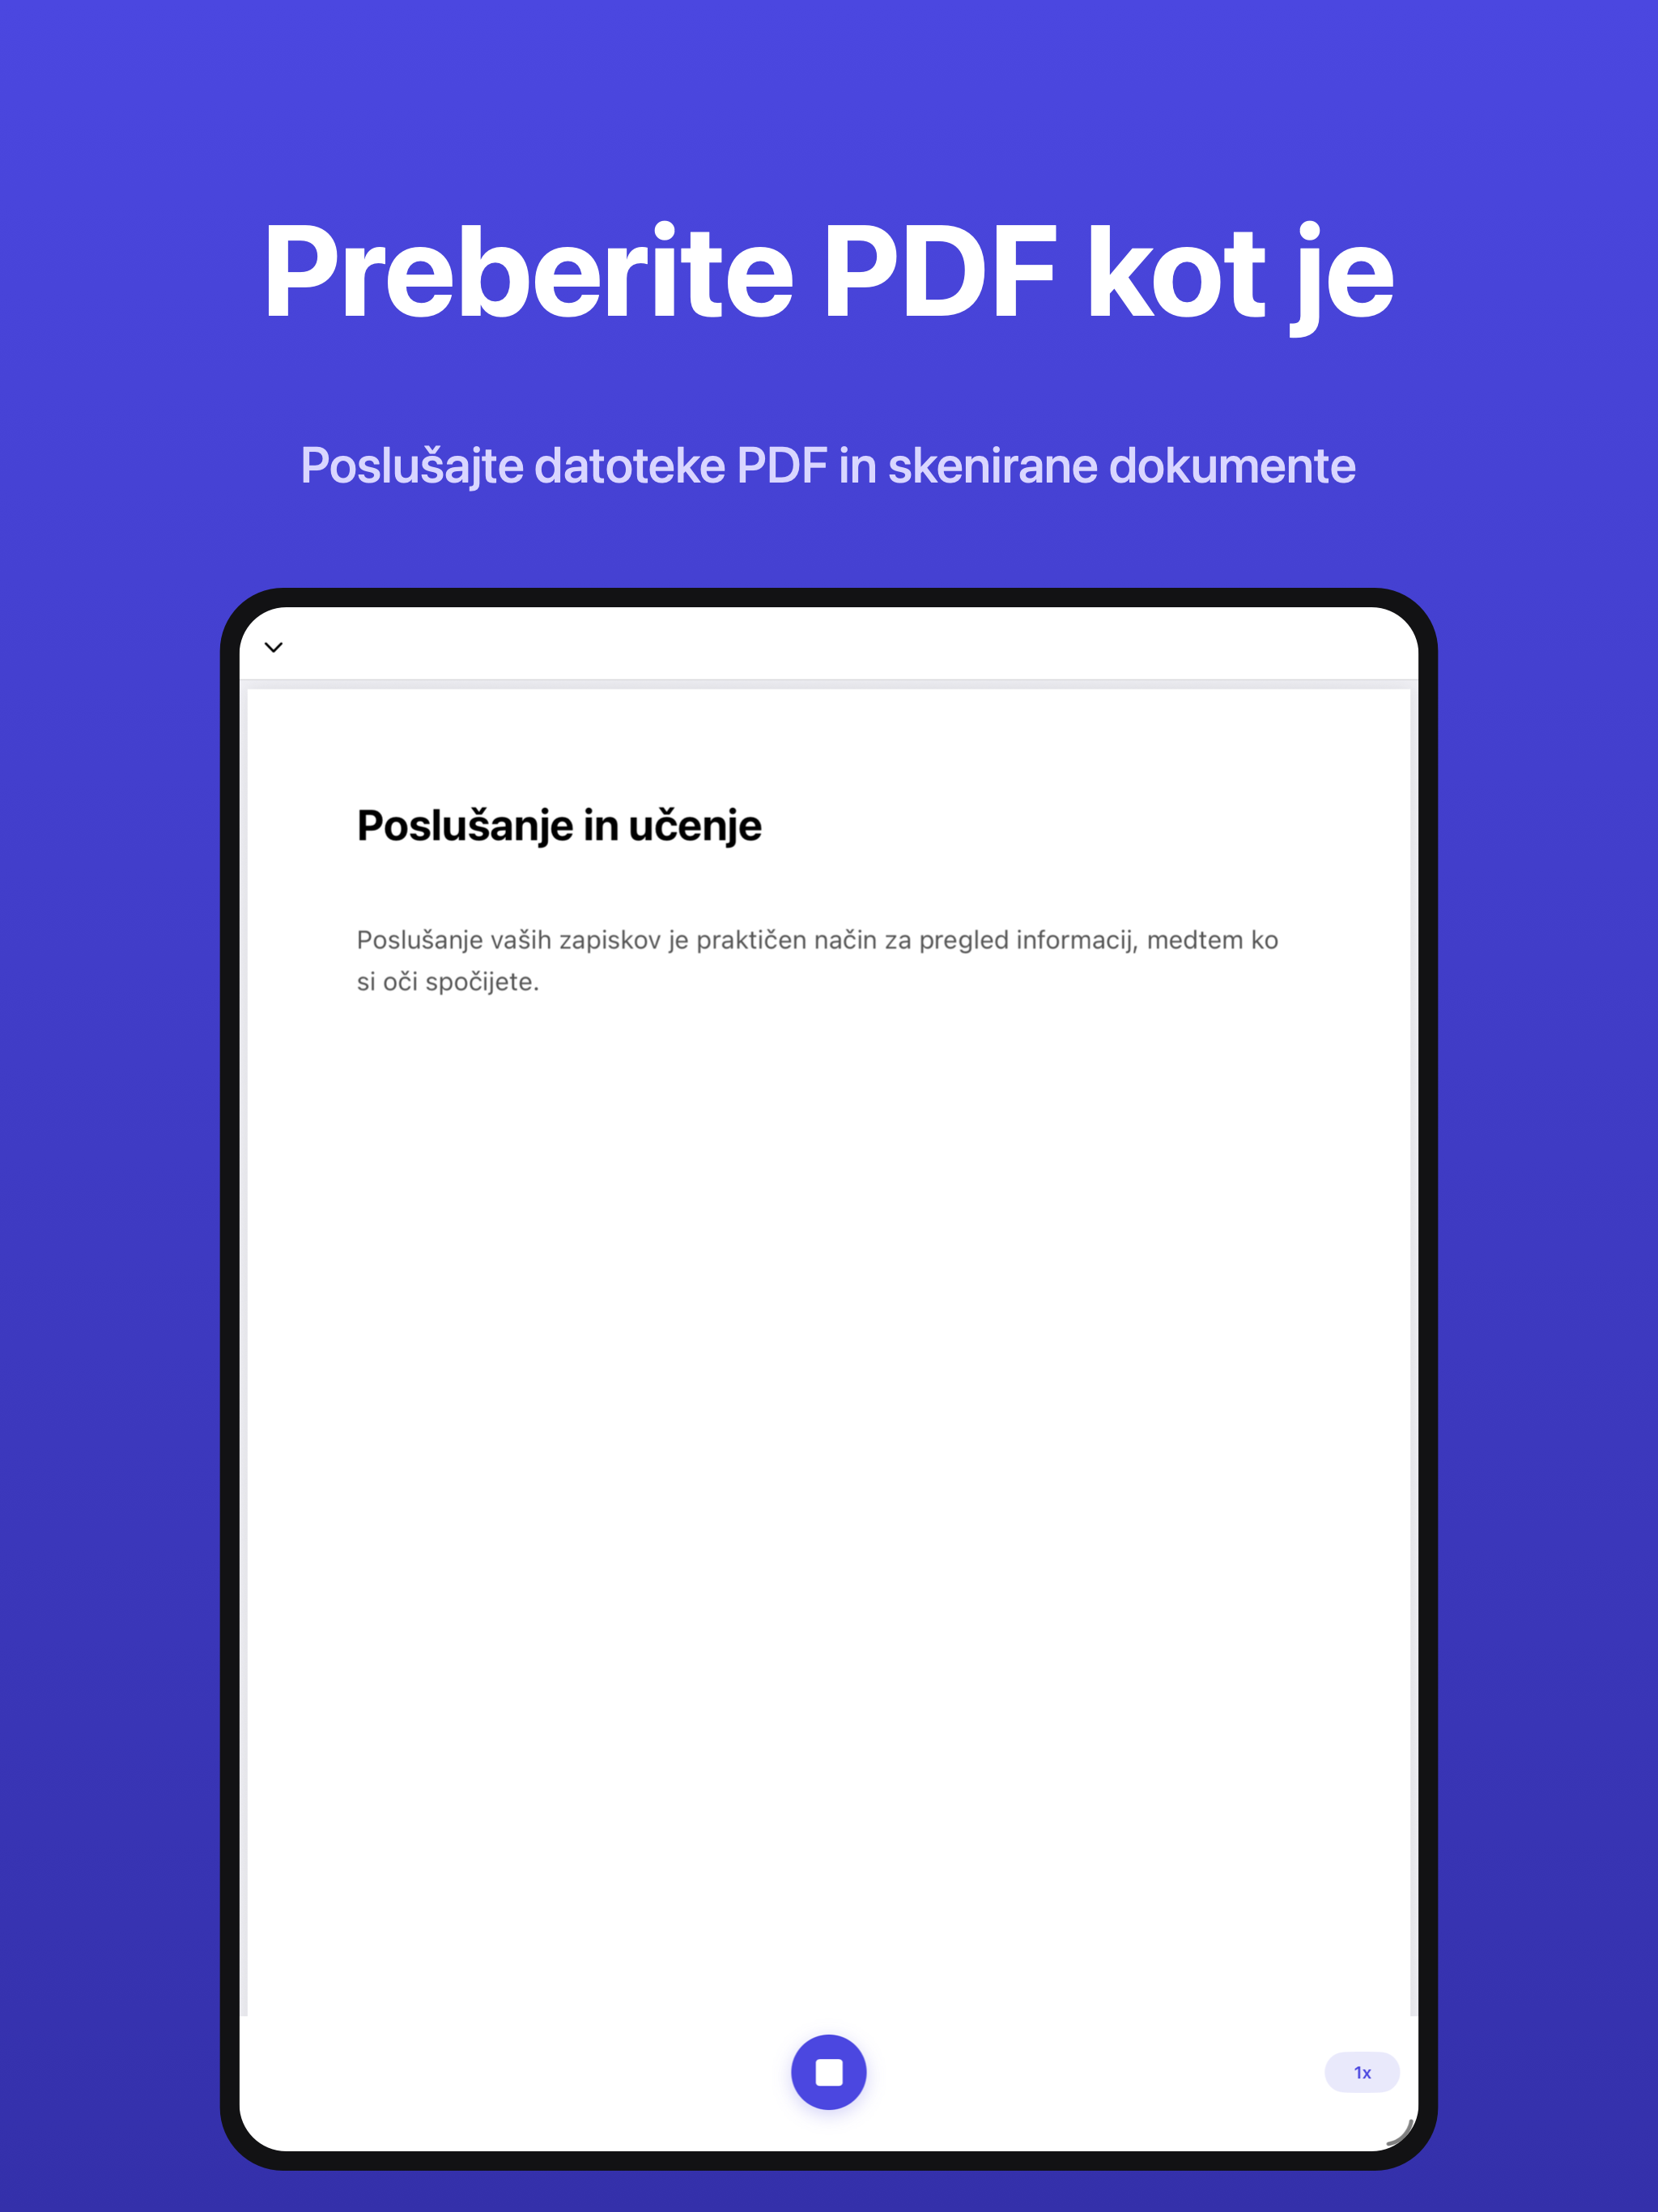 Preberite PDF kot je
Poslušajte datoteke PDF in skenirane dokumente
Poslušanje in učenje
Poslušanje vaših zapiskov je praktičen način za pregled informacij, medtem ko
si oči spočijete.
1x